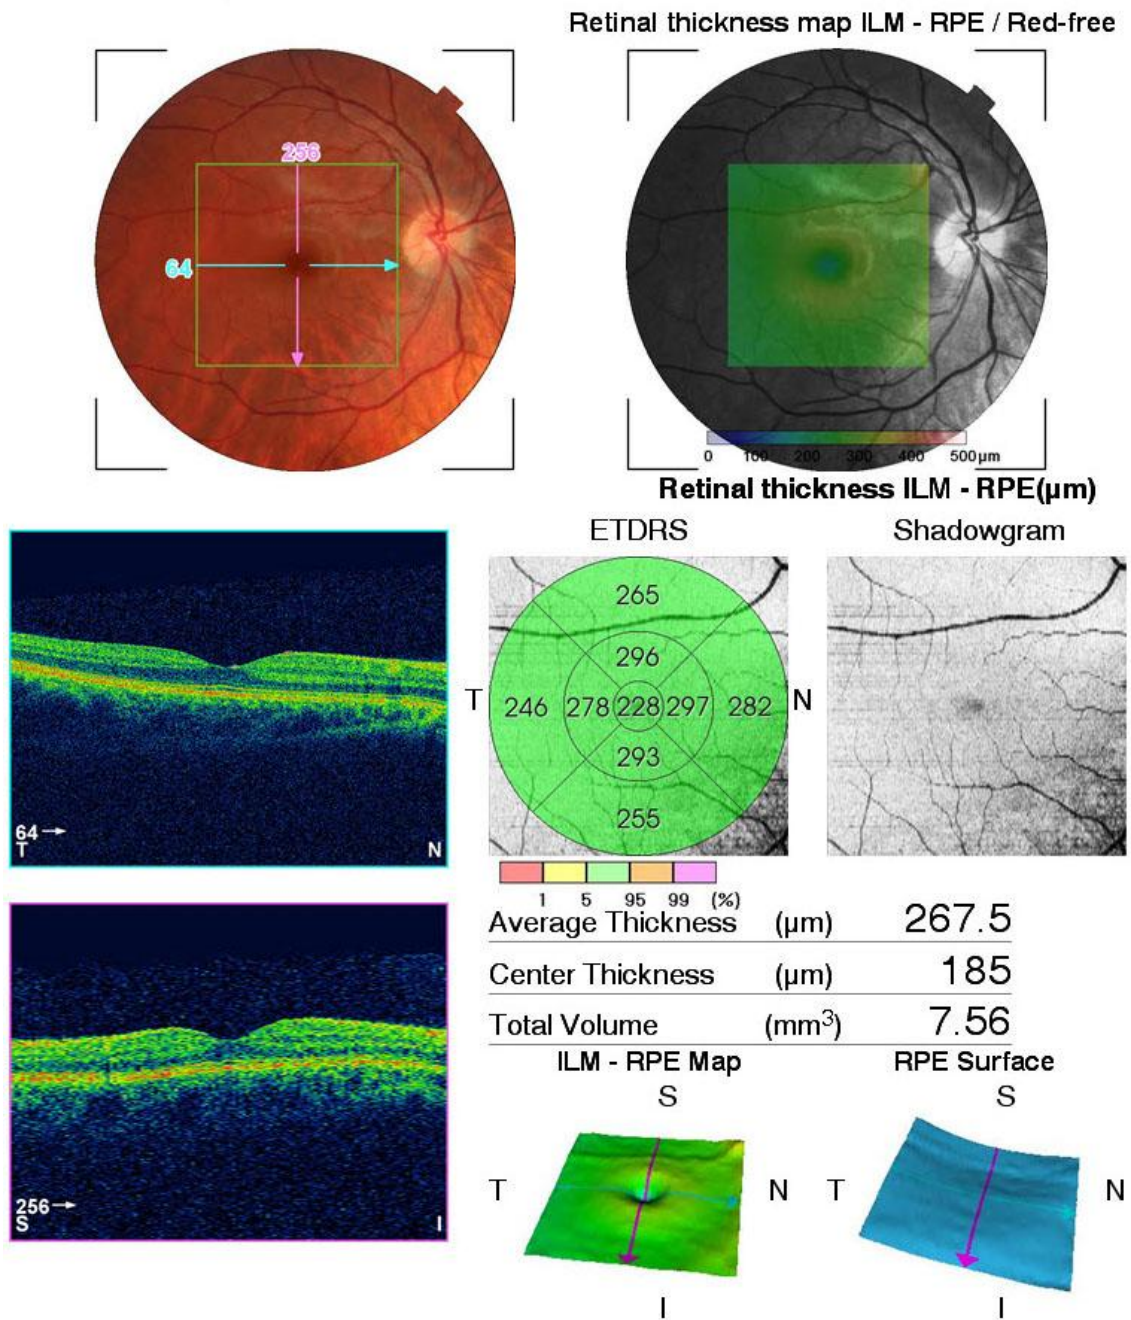 Retinal thickness map ILM - RPE / Red-free
256
64
0 100 200 300 400 500μm
Retinal thickness ILM - RPE(μm)
ETDRS
Shadowgram
265
296
T 246 278 228 297 282 N
293
255
64
T N
1 5 95 99 (%)
Average Thickness (μm) 267.5
Center Thickness (μm) 185
Total Volume (mm³) 7.56
256
S I
ILM - RPE Map
RPE Surface
S
S
T N
T N
I
I